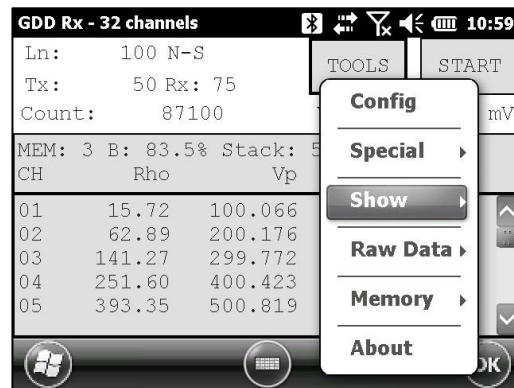 GDD Rx - 32 channels 10:59
Ln: 100 N-S
TOOLS START
Tx: 50 Rx: 75
Count: 87100 mV
MEM: 3 B: 83.5% Stack: 5
CH Rho Vp
01 15.72 100.066
02 62.89 200.176
03 141.27 299.772
04 251.60 400.423
05 393.35 500.819
Config
Special
Show
Raw Data
Memory
About
OK